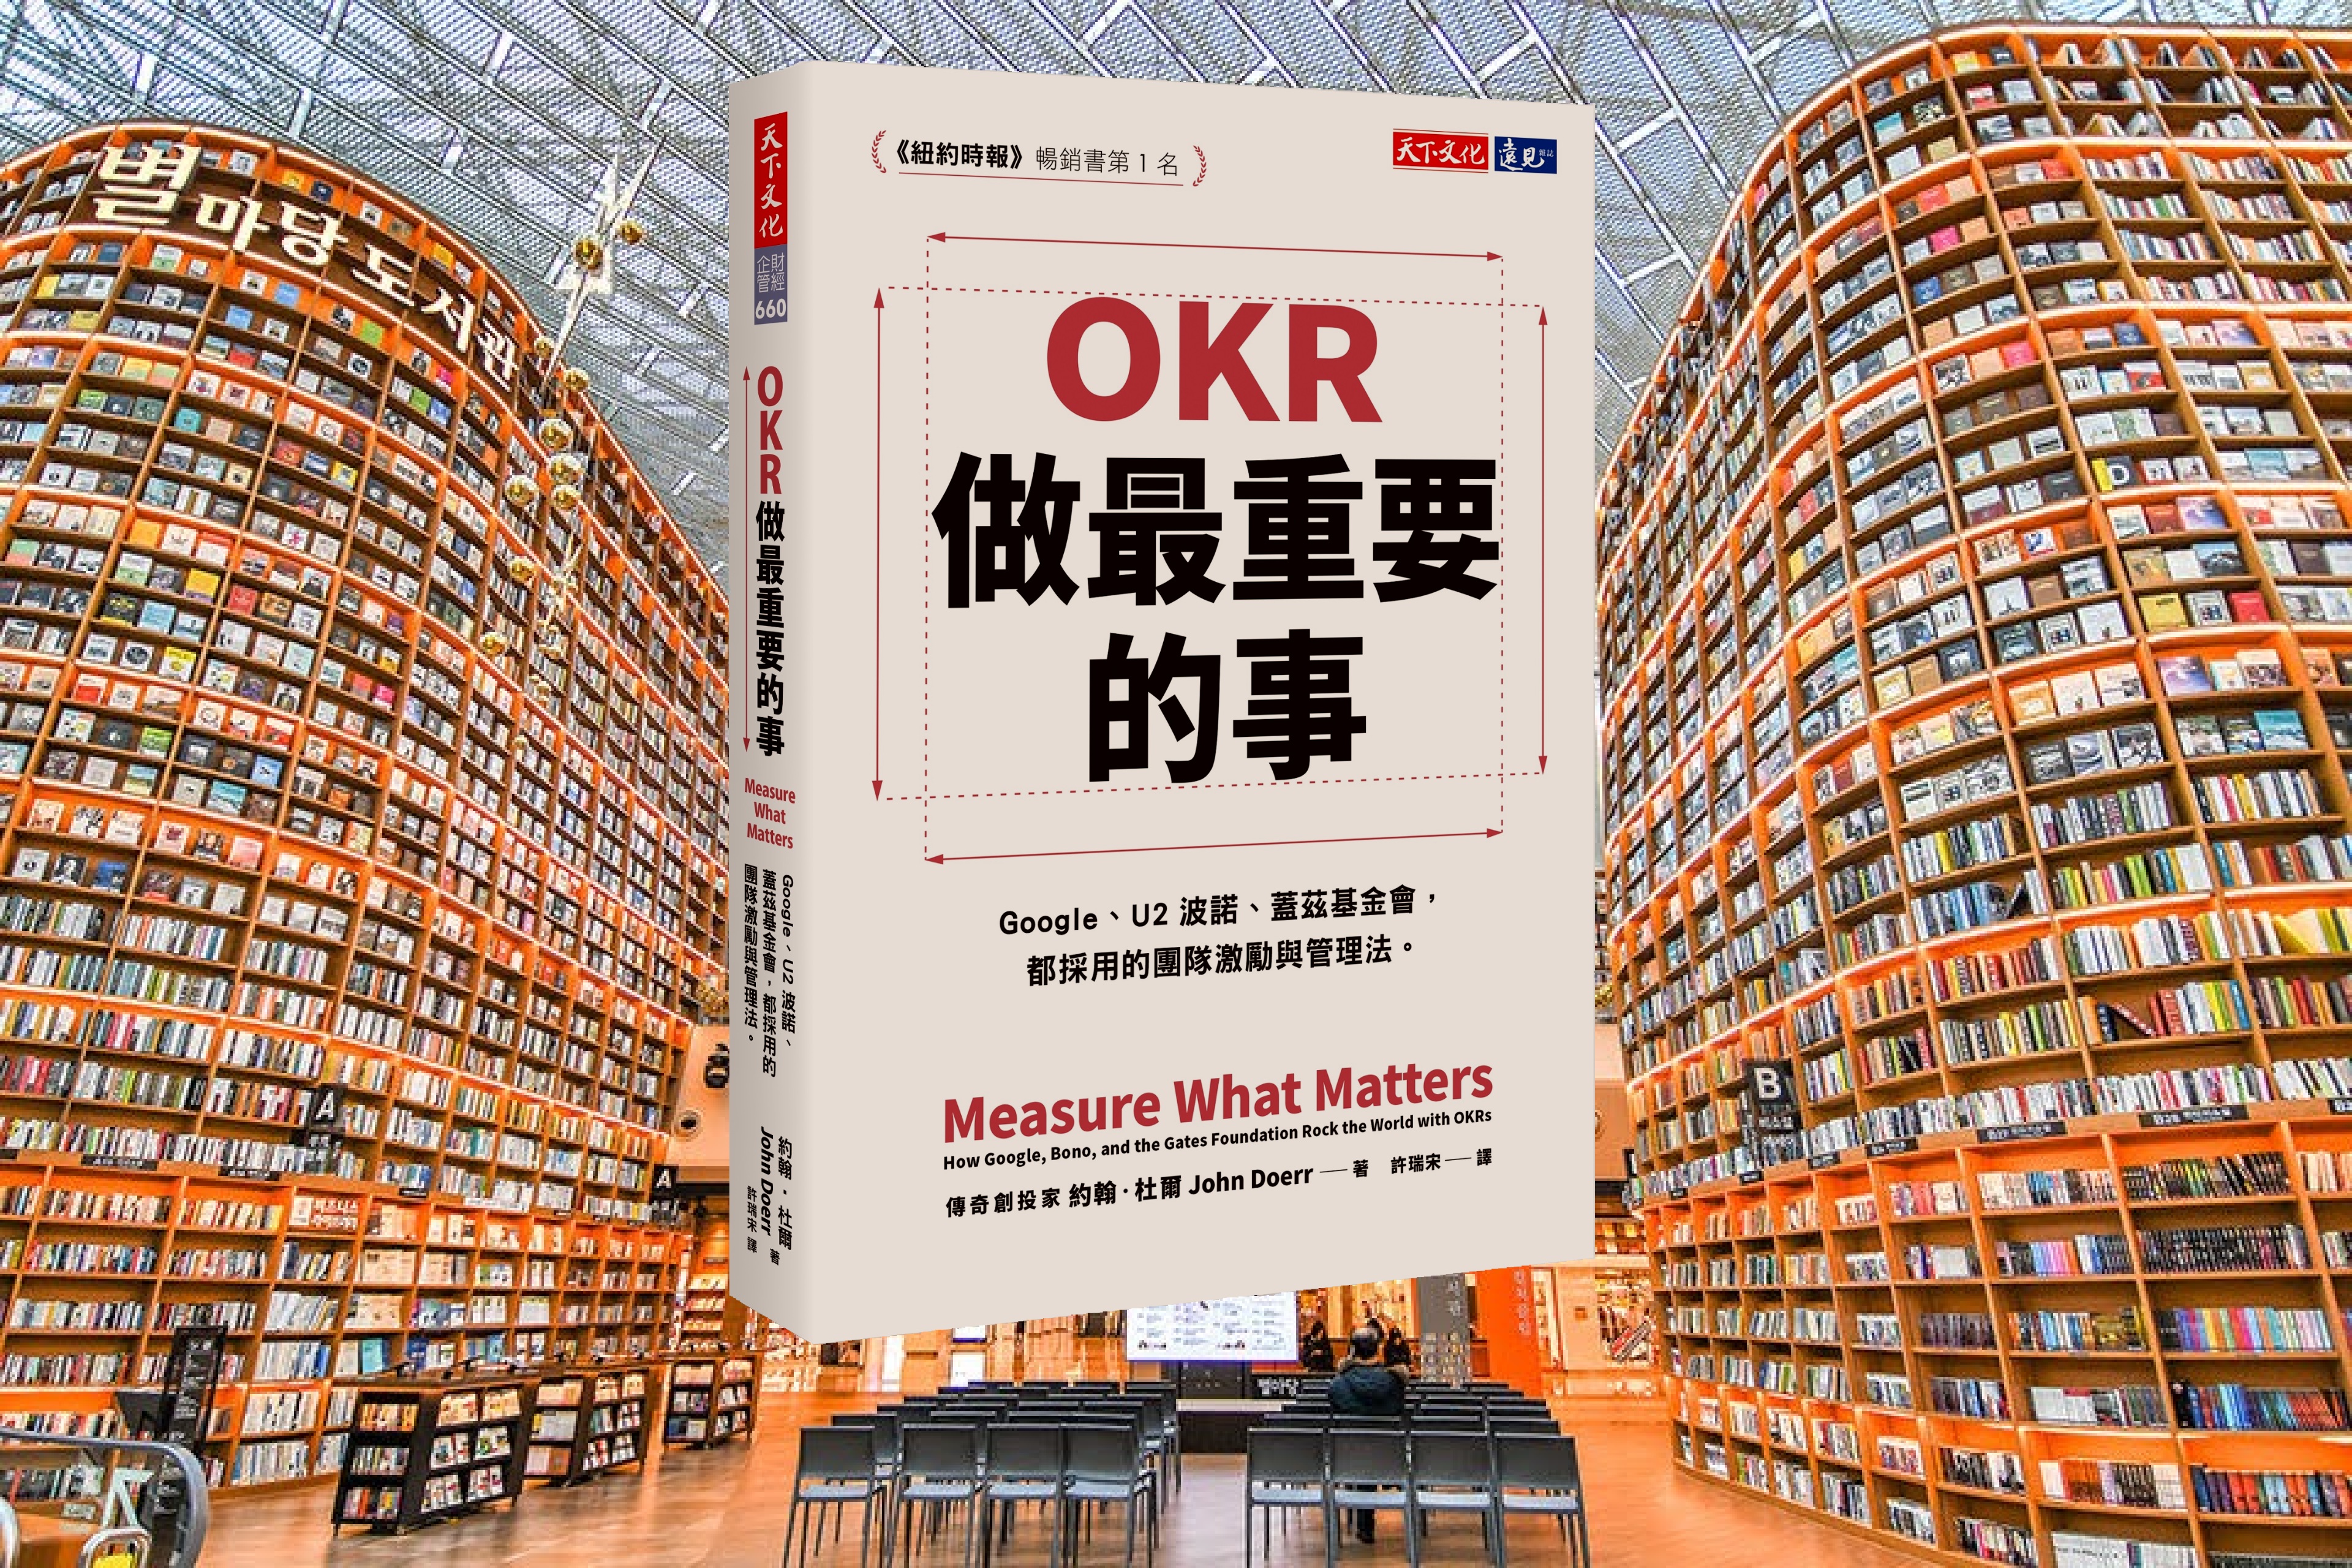 별마당 도서관
《紐約時報》暢銷書第 1 名
天下文化 遠見 雜誌
OKR
做最重要
的事
Google、U2 波諾、蓋茲基金會，
都採用的團隊激勵與管理法。
Measure What Matters
How Google, Bono, and the Gates Foundation Rock the World with OKRs
傳奇創投家 約翰·杜爾 John Doerr──著 許瑞宋──譯
天下文化
財經
企管
660
OKR做最重要的事
Measure
What
Matters
Google、U2 波諾、
蓋茲基金會，都採用的
團隊激勵與管理法。
約翰·杜爾
John Doerr 著
許瑞宋 譯
A
A
B
별마당